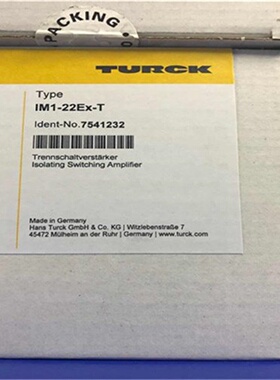 PACKING
TURCK
Type
IM1-22Ex-T
Ident-No.7541232
Trennschaltverstärker
Isolating Switching Amplifier
Made in Germany
Hans Turck GmbH & Co. KG | Witzlebenstraße 7
45472 Mülheim an der Ruhr | Germany | www.turck.com